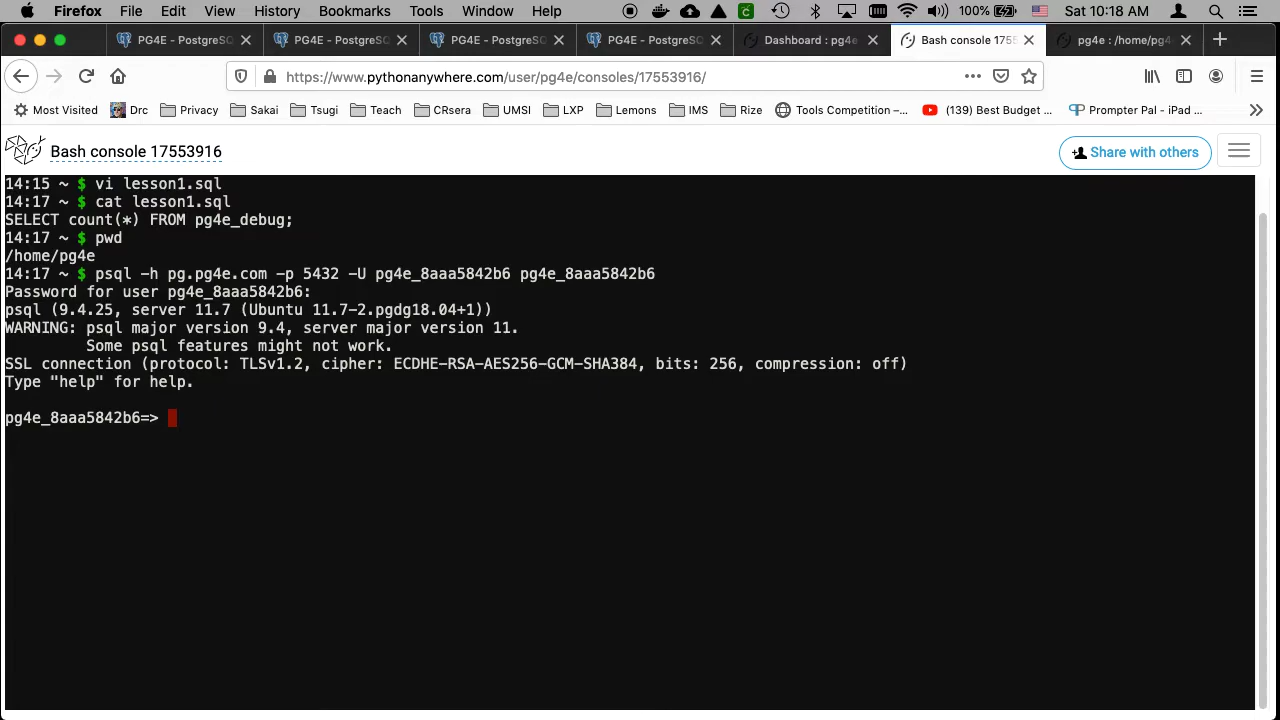 Firefox File Edit View History Bookmarks Tools Window Help 100% Sat 10:18 AM
PG4E - PostgreSQ PG4E - PostgreSQ PG4E - PostgreSQ PG4E - PostgreSQ Dashboard : pg4e Bash console 1755 pg4e : /home/pg4
https://www.pythonanywhere.com/user/pg4e/consoles/17553916/
Most Visited Drc Privacy Sakai Tsugi Teach CRsera UMSI LXP Lemons IMS Rize Tools Competition –... (139) Best Budget ... Prompter Pal - iPad ...
Bash console 17553916 Share with others
14:15 ~ $ vi lesson1.sql
14:17 ~ $ cat lesson1.sql
SELECT count(*) FROM pg4e_debug;
14:17 ~ $ pwd
/home/pg4e
14:17 ~ $ psql -h pg.pg4e.com -p 5432 -U pg4e_8aaa5842b6 pg4e_8aaa5842b6
Password for user pg4e_8aaa5842b6:
psql (9.4.25, server 11.7 (Ubuntu 11.7-2.pgdg18.04+1))
WARNING: psql major version 9.4, server major version 11.
Some psql features might not work.
SSL connection (protocol: TLSv1.2, cipher: ECDHE-RSA-AES256-GCM-SHA384, bits: 256, compression: off)
Type "help" for help.
pg4e_8aaa5842b6=>